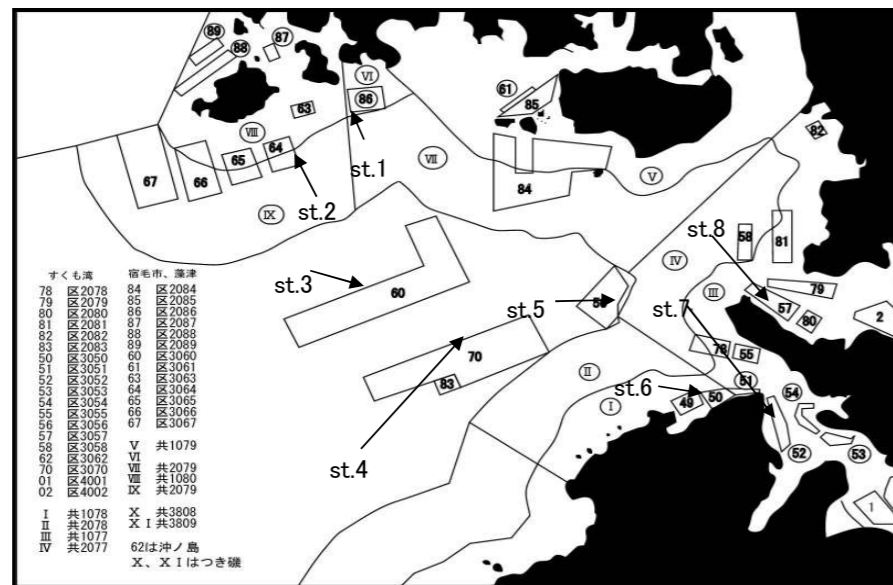 89
88
87
Ⅵ
86
61
85
63
Ⅷ
82
64
st.1
Ⅶ
65
67
66
84
Ⅴ
st.2
Ⅸ
st.8
58
81
Ⅳ
st.3
60
st.5
st.7
Ⅲ
79
57
80
2
70
78
55
83
Ⅱ
51
st.6
49
50
54
Ⅰ
st.4
52
53
1
すくも湾 宿毛市、藻津
78 区2078 84 区2084
79 区2079 85 区2085
80 区2080 86 区2086
81 区2081 87 区2087
82 区2082 88 区2088
83 区2083 89 区2089
50 区3050 60 区3060
51 区3051 61 区3061
52 区3052 63 区3063
53 区3053 64 区3064
54 区3054 65 区3065
55 区3055 66 区3066
56 区3056 67 区3067
57 区3057
58 区3058 Ⅴ 共1079
62 区3062 Ⅵ
70 区3070 Ⅶ 共2079
01 区4001 Ⅷ 共1080
02 区4002 Ⅸ 共2079
Ⅰ 共1078 Ⅹ 共3808
Ⅱ 共2078 ⅩⅠ 共3809
Ⅲ 共1077
Ⅳ 共2077 62は沖ノ島
Ⅹ、ⅩⅠはつき磯